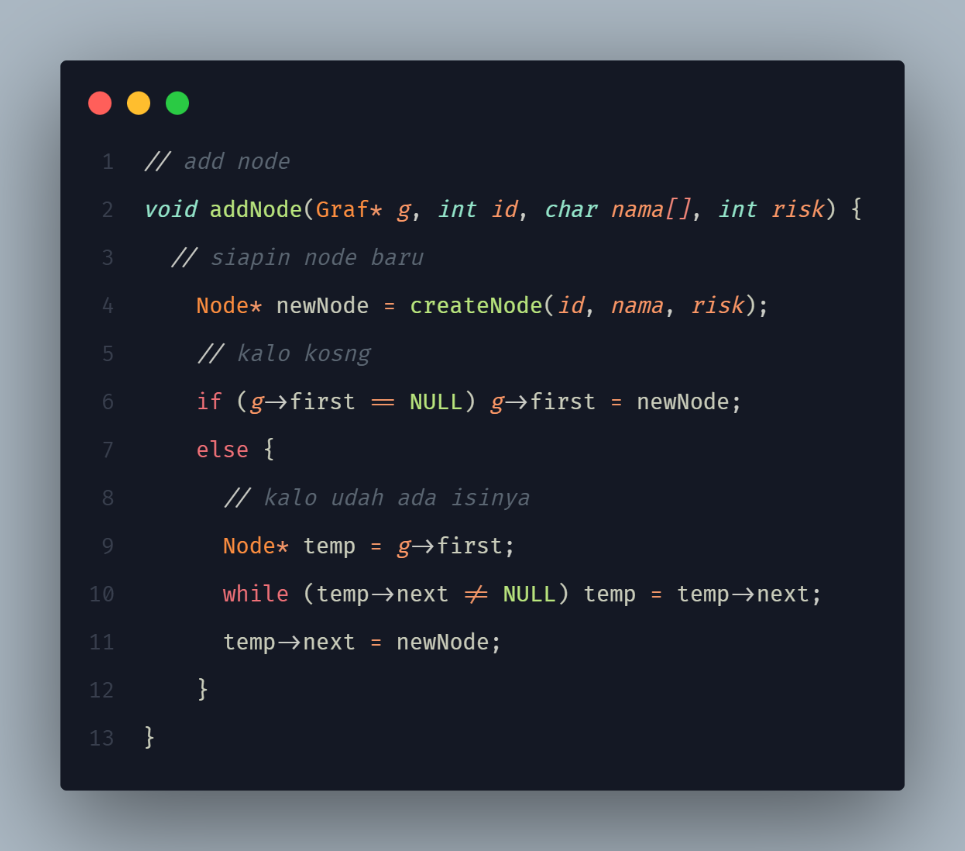 1 // add node
2 void addNode(Graf* g, int id, char nama[], int risk) {
3 // siapin node baru
4 Node* newNode = createNode(id, nama, risk);
5 // kalo kosng
6 if (g->first == NULL) g->first = newNode;
7 else {
8 // kalo udah ada isinya
9 Node* temp = g->first;
10 while (temp->next != NULL) temp = temp->next;
11 temp->next = newNode;
12 }
13 }